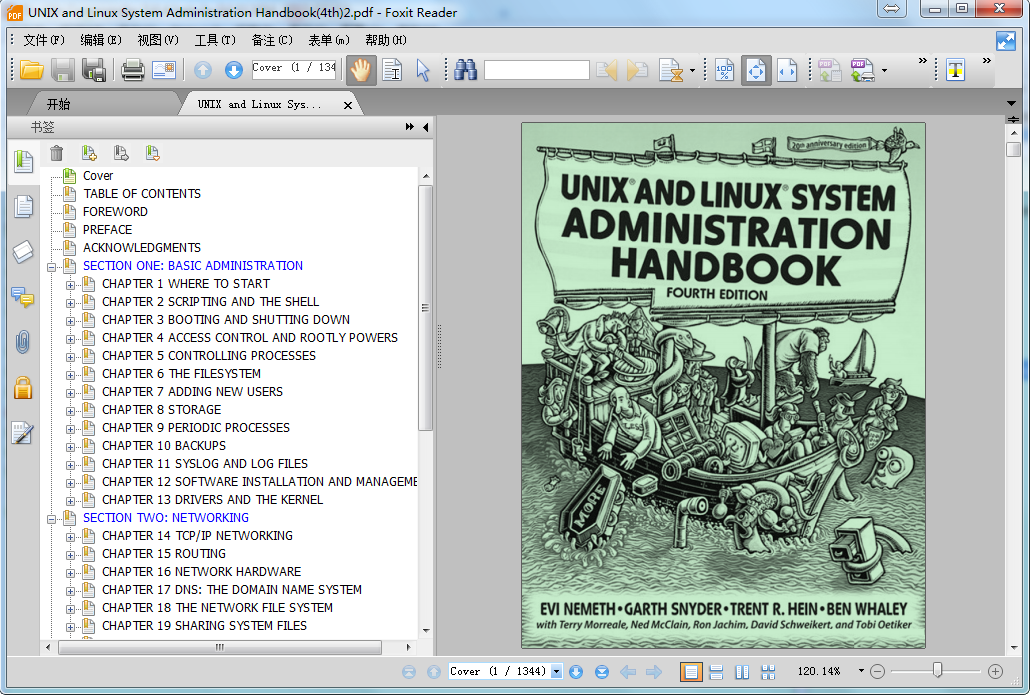 UNIX and Linux System Administration Handbook(4th)2.pdf - Foxit Reader
文件(F) 编辑(E) 视图(V) 工具(T) 备注(C) 表单(m) 帮助(H)
Cover (1 / 134
开始
UNIX and Linux Sys...
书签
Cover
TABLE OF CONTENTS
FOREWORD
PREFACE
ACKNOWLEDGMENTS
SECTION ONE: BASIC ADMINISTRATION
CHAPTER 1 WHERE TO START
CHAPTER 2 SCRIPTING AND THE SHELL
CHAPTER 3 BOOTING AND SHUTTING DOWN
CHAPTER 4 ACCESS CONTROL AND ROOTLY POWERS
CHAPTER 5 CONTROLLING PROCESSES
CHAPTER 6 THE FILESYSTEM
CHAPTER 7 ADDING NEW USERS
CHAPTER 8 STORAGE
CHAPTER 9 PERIODIC PROCESSES
CHAPTER 10 BACKUPS
CHAPTER 11 SYSLOG AND LOG FILES
CHAPTER 12 SOFTWARE INSTALLATION AND MANAGEME
CHAPTER 13 DRIVERS AND THE KERNEL
SECTION TWO: NETWORKING
CHAPTER 14 TCP/IP NETWORKING
CHAPTER 15 ROUTING
CHAPTER 16 NETWORK HARDWARE
CHAPTER 17 DNS: THE DOMAIN NAME SYSTEM
CHAPTER 18 THE NETWORK FILE SYSTEM
CHAPTER 19 SHARING SYSTEM FILES
20th anniversary edition
UNIX® AND LINUX® SYSTEM
ADMINISTRATION
HANDBOOK
FOURTH EDITION
LESS
MORE
EVI NEMETH • GARTH SNYDER • TRENT R. HEIN • BEN WHALEY
with Terry Morreale, Ned McClain, Ron Jachim, David Schweikert, and Tobi Oetiker
Cover (1 / 1344)
120.14%